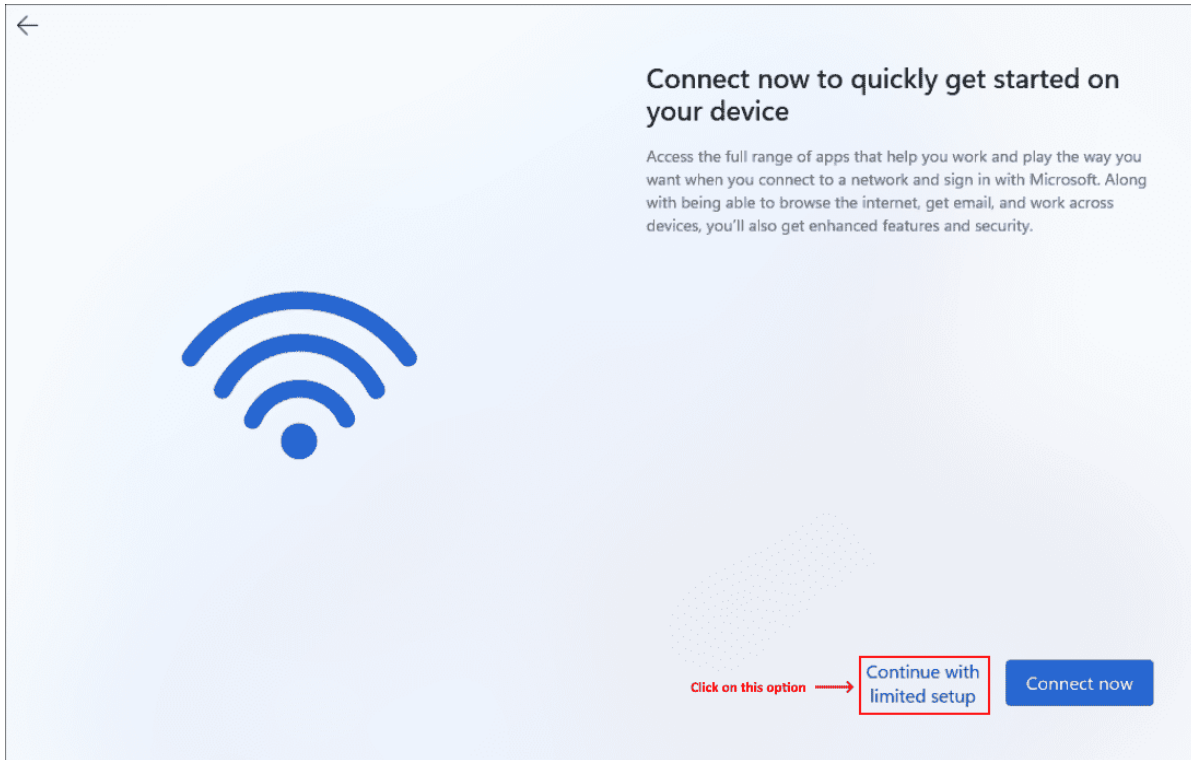 Connect now to quickly get started on
your device
Access the full range of apps that help you work and play the way you
want when you connect to a network and sign in with Microsoft. Along
with being able to browse the internet, get email, and work across
devices, you'll also get enhanced features and security.
Click on this option
Continue with
limited setup
Connect now